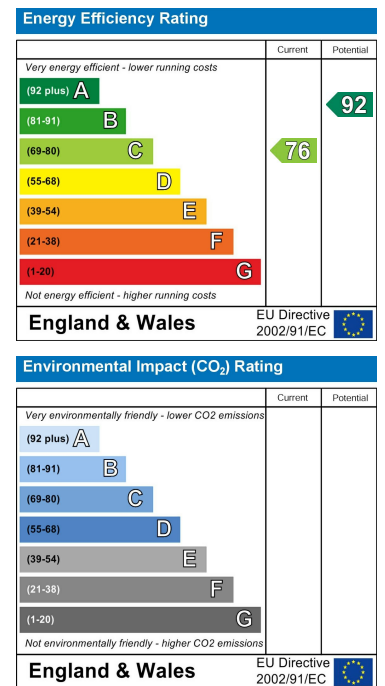 Energy Efficiency Rating
Current Potential
Very energy efficient - lower running costs
(92 plus) A
92
(81-91) B
(69-80) C
76
(55-68) D
(39-54) E
(21-38) F
(1-20) G
Not energy efficient - higher running costs
England & Wales
EU Directive
2002/91/EC
Environmental Impact (CO₂) Rating
Current Potential
Very environmentally friendly - lower CO2 emissions
(92 plus) A
(81-91) B
(69-80) C
(55-68) D
(39-54) E
(21-38) F
(1-20) G
Not environmentally friendly - higher CO2 emissions
England & Wales
EU Directive
2002/91/EC